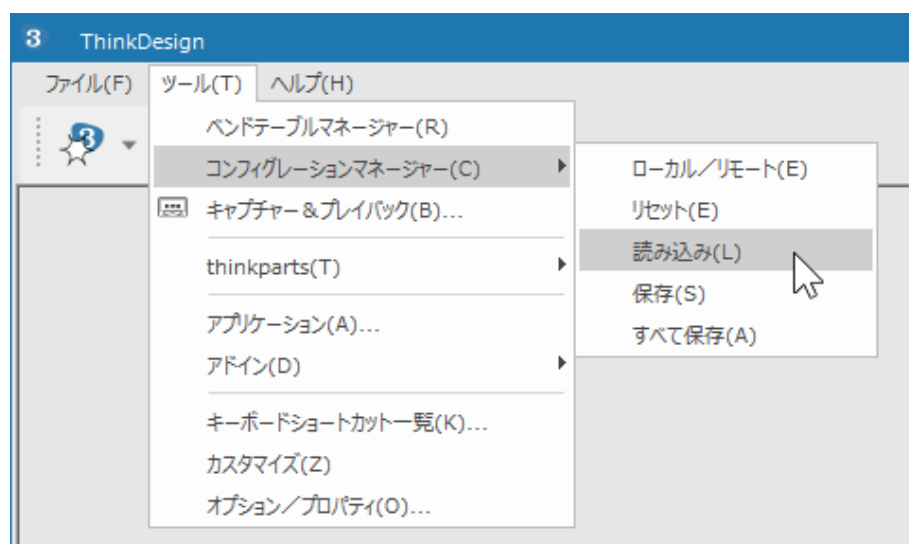 3 ThinkDesign
ファイル(F) ツール(T) ヘルプ(H)
3
ベンドテーブルマネージャー(R)
コンフィグレーションマネージャー(C)
キャプチャー&プレイバック(B)...
thinkparts(T)
アプリケーション(A)...
アドイン(D)
キーボードショートカット一覧(K)...
カスタマイズ(Z)
オプション/プロパティ(O)...
ローカル/リモート(E)
リセット(E)
読み込み(L)
保存(S)
すべて保存(A)